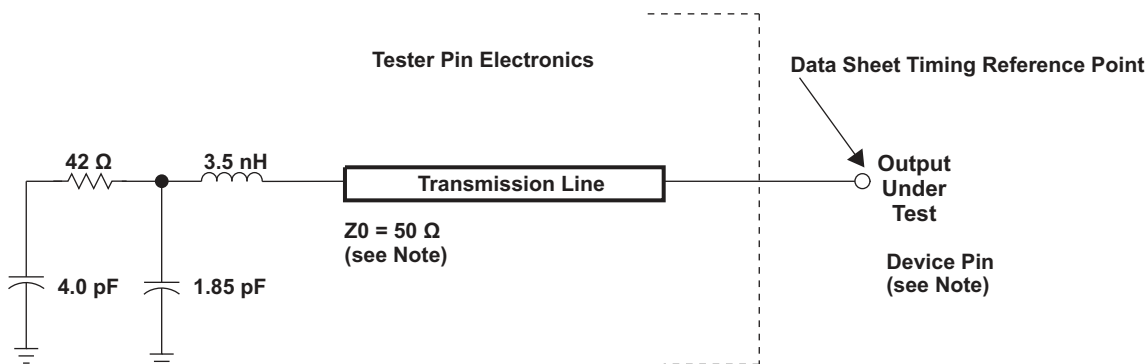 Tester Pin Electronics
Data Sheet Timing Reference Point
42 Ω
3.5 nH
Transmission Line
Output
Under
Test
Z0 = 50 Ω
(see Note)
4.0 pF
1.85 pF
Device Pin
(see Note)